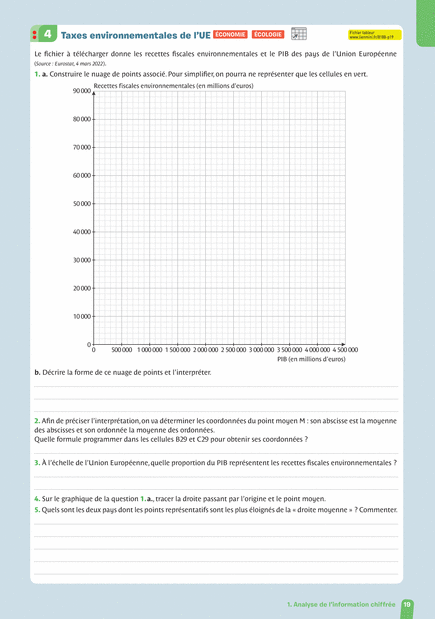 4 Taxes environnementales de l'UE ÉCONOMIE ÉCOLOGIE
Fichier tableur
Le fichier à télécharger donne les recettes fiscales environnementales et le PIB des pays de l'Union Européenne
(Source : Eurostat, 4 mars 2022).
1. a. Construire le nuage de points associé. Pour simplifier, on pourra ne représenter que les cellules en vert.
Recettes fiscales environnementales (en millions d'euros)
90 000
80 000
70 000
60 000
50 000
40 000
30 000
20 000
10 000
0
0 500 000 1 000 000 1 500 000 2 000 000 2 500 000 3 000 000 3 500 000 4 000 000 4 500 000
PIB (en millions d'euros)
b. Décrire la forme de ce nuage de points et l'interpréter.
2. Afin de préciser l'interprétation, on va déterminer les coordonnées du point moyen M : son abscisse est la moyenne
des abscisses et son ordonnée la moyenne des ordonnées.
Quelle formule programmer dans les cellules B29 et C29 pour obtenir ses coordonnées ?
3. À l'échelle de l'Union Européenne, quelle proportion du PIB représentent les recettes fiscales environnementales ?
4. Sur le graphique de la question 1. a., tracer la droite passant par l'origine et le point moyen.
5. Quels sont les deux pays dont les points représentatifs sont les plus éloignés de la « droite moyenne » ? Commenter.
1. Analyse de l'information chiffrée 19